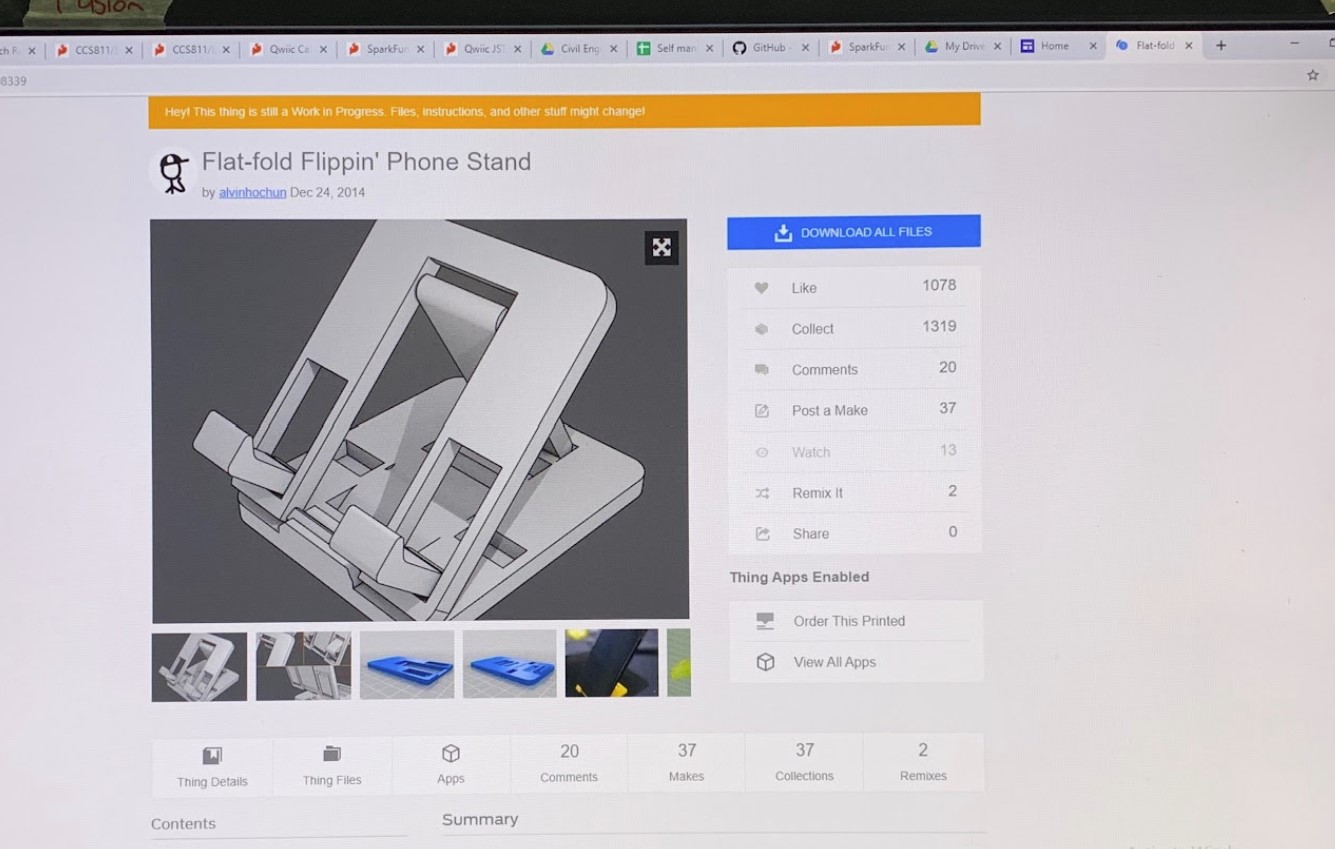 Fusion
CCS811/ CCS811/ Qwiic Ca SparkFun Qwiic JST Civil Eng Self man GitHub - SparkFun My Drive Home Flat-fold
8339
Hey! This thing is still a Work in Progress. Files, instructions, and other stuff might change!
Flat-fold Flippin' Phone Stand
by alvinhochun Dec 24, 2014
DOWNLOAD ALL FILES
Like 1078
Collect 1319
Comments 20
Post a Make 37
Watch 13
Remix It 2
Share 0
Thing Apps Enabled
Order This Printed
View All Apps
20 37 37 2
Thing Details Thing Files Apps Comments Makes Collections Remixes
Contents Summary